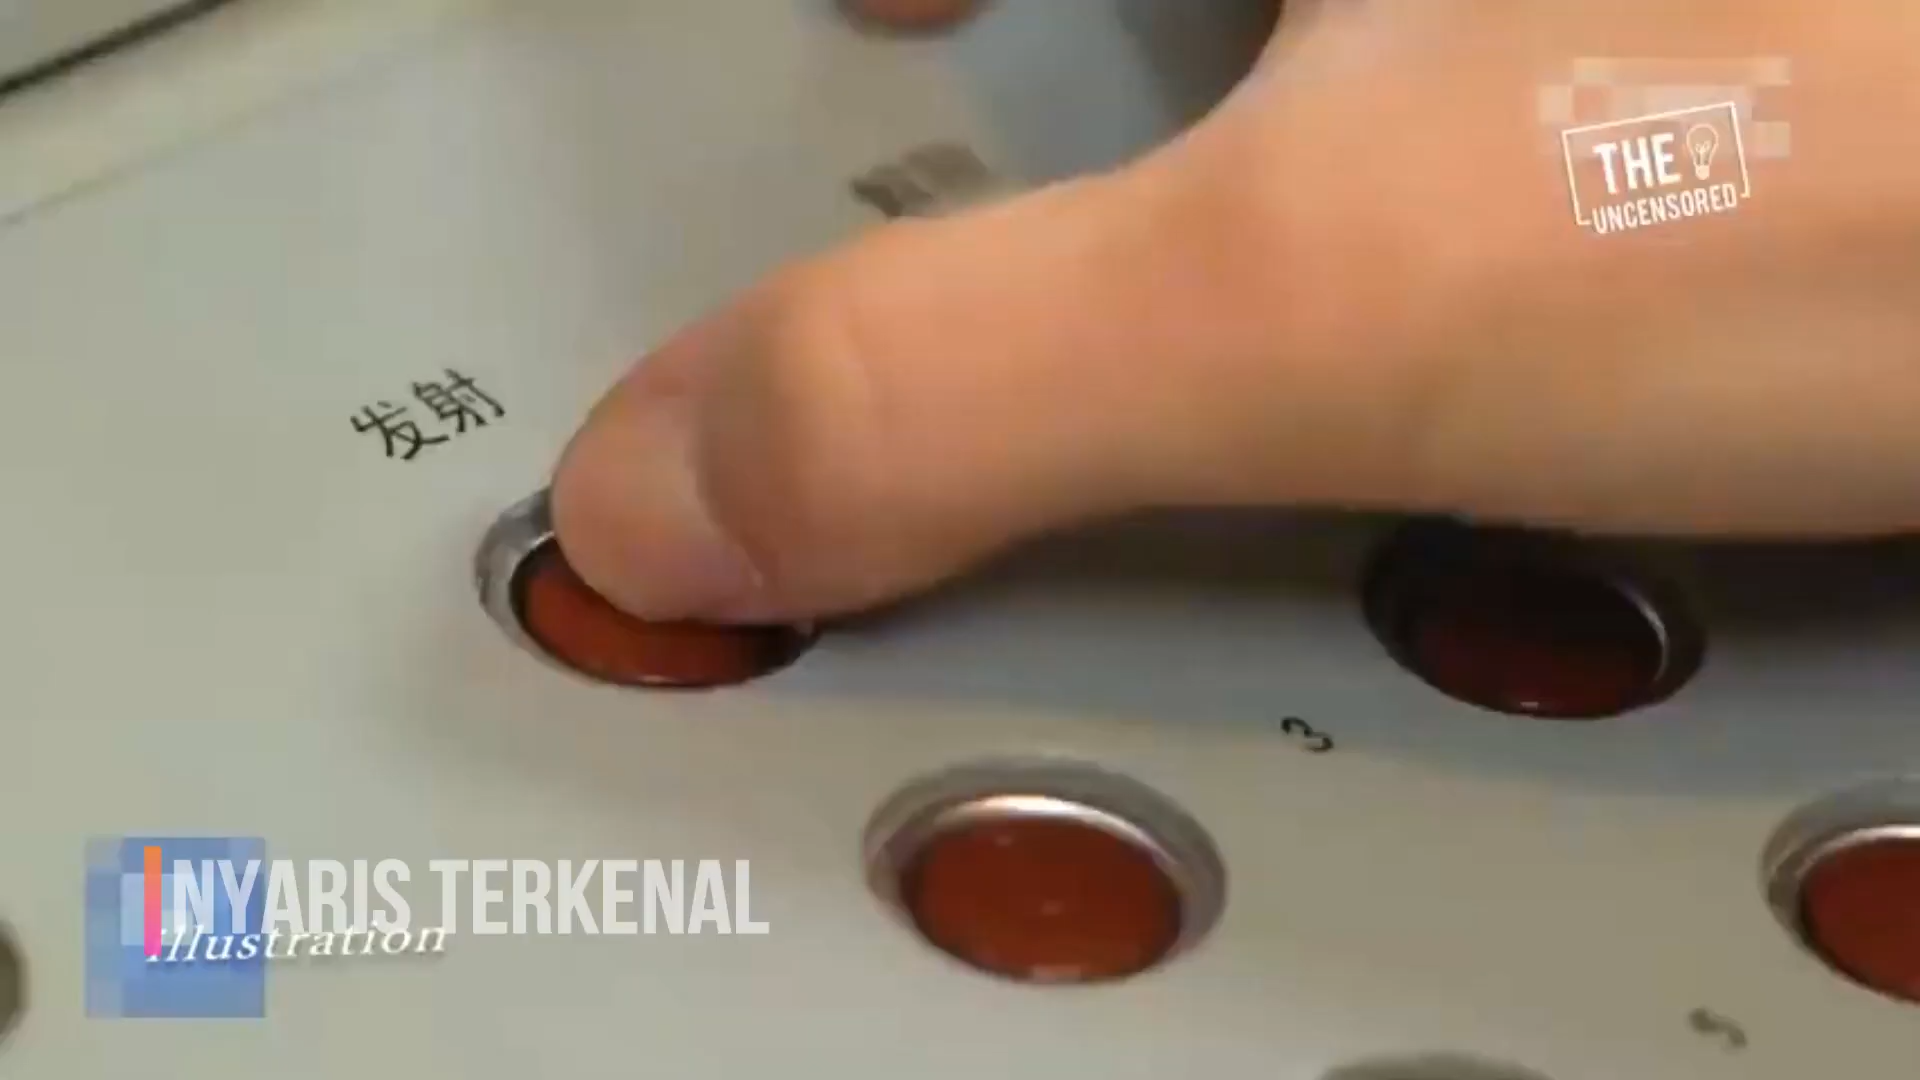 THE
UNCENSORED
发射
3
NYARIS TERKENAL
illustration